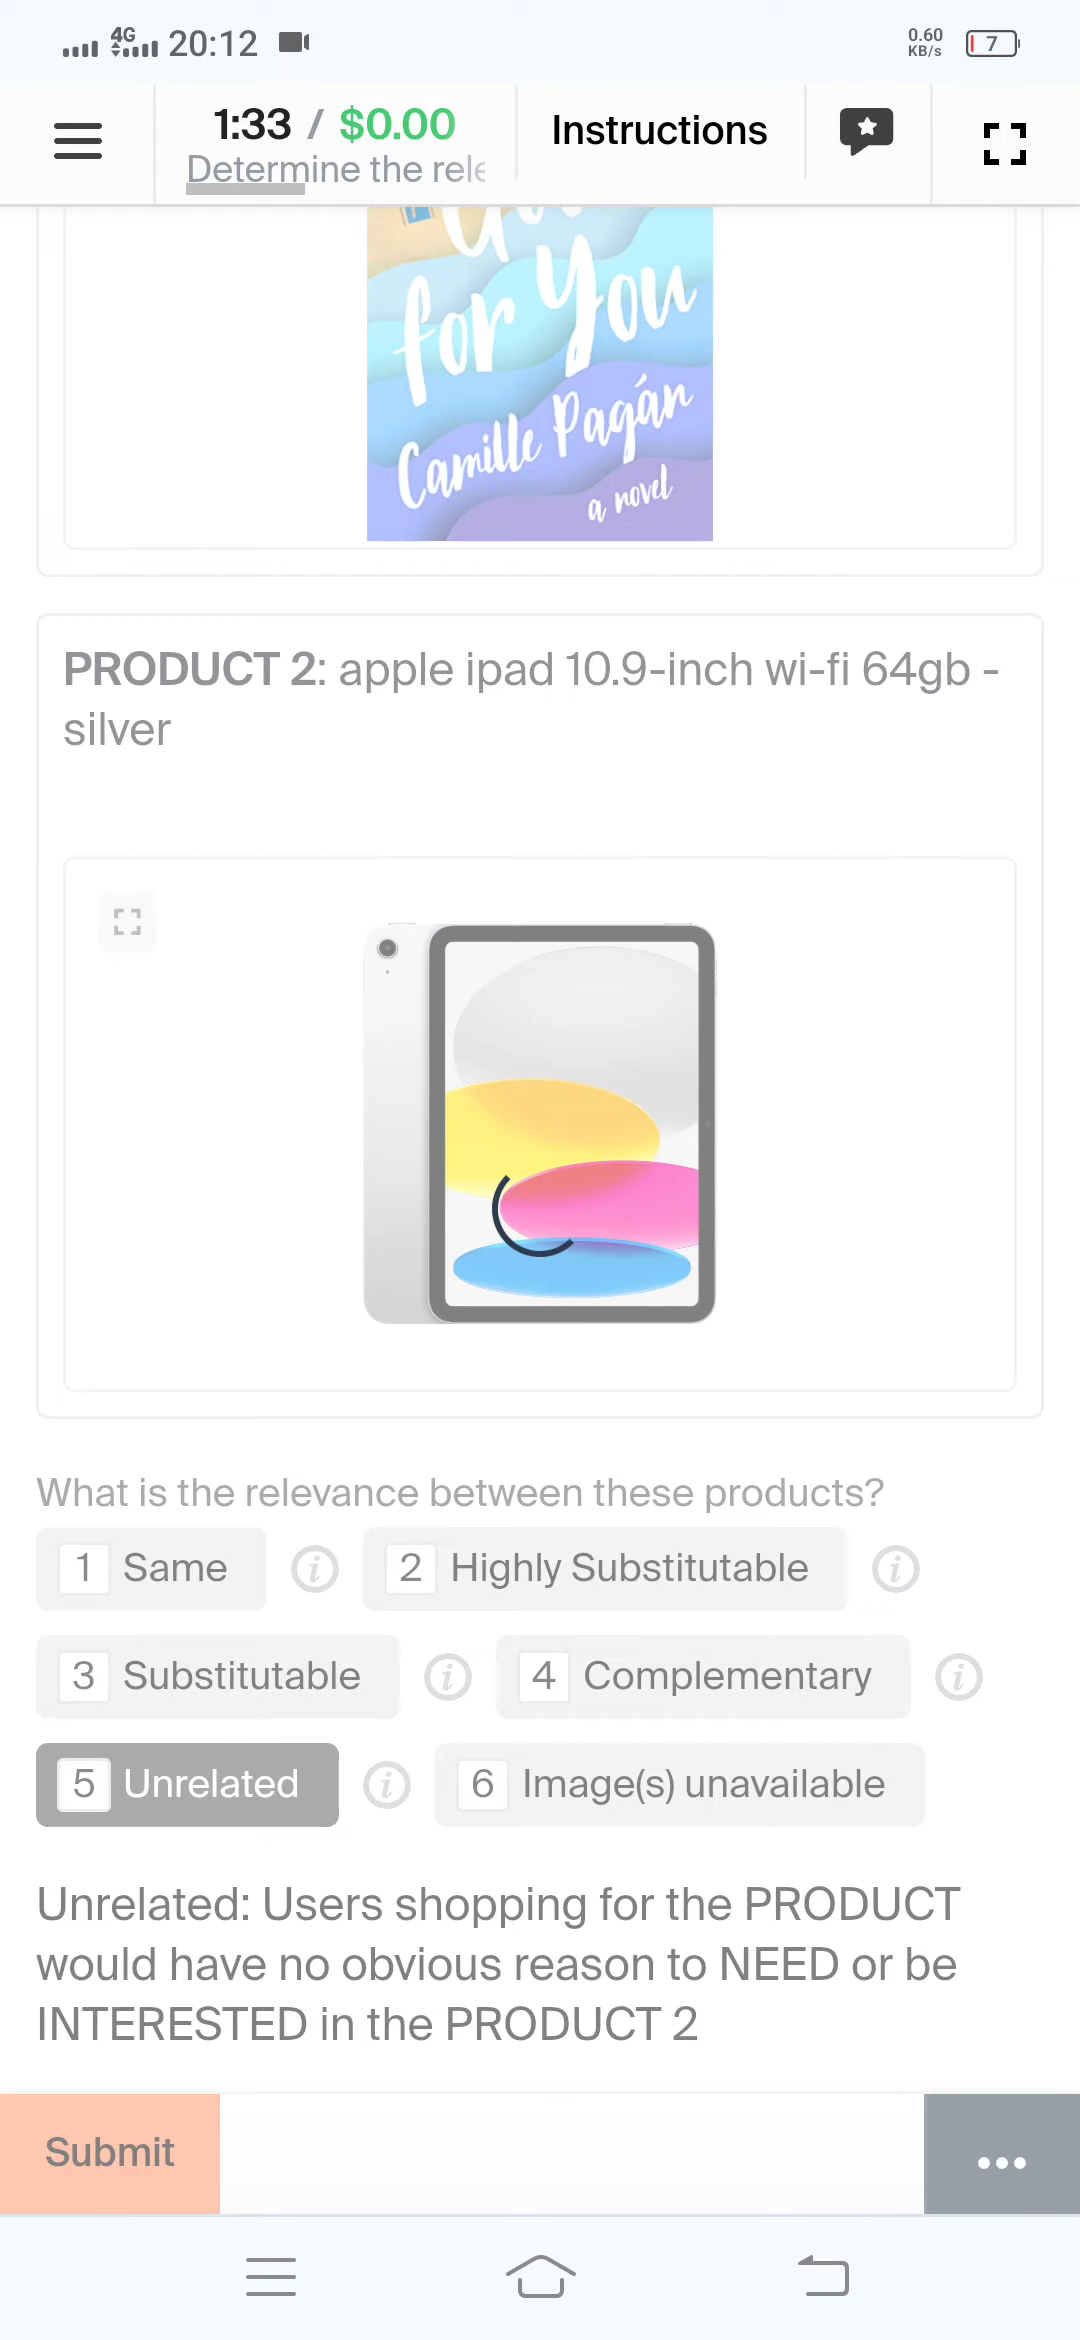 4G 20:12 0.60 KB/s 7
1:33 / $0.00
Determine the rele
Instructions
for you
Camille Pagán
a novel
PRODUCT 2: apple ipad 10.9-inch wi-fi 64gb -
silver
What is the relevance between these products?
1 Same i 2 Highly Substitutable i
3 Substitutable i 4 Complementary i
5 Unrelated i 6 Image(s) unavailable
Unrelated: Users shopping for the PRODUCT
would have no obvious reason to NEED or be
INTERESTED in the PRODUCT 2
Submit